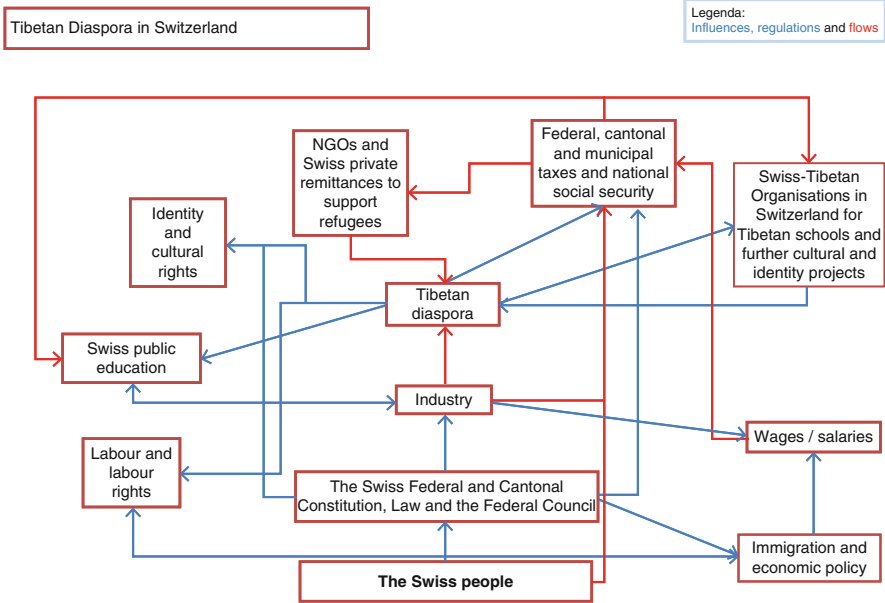 Tibetan Diaspora in Switzerland
Legenda:
Influences, regulations and flows
Federal, cantonal
and municipal
taxes and national
social security
NGOs and
Swiss private
remittances to
support
refugees
Swiss-Tibetan
Organisations in
Switzerland for
Tibetan schools and
further cultural and
identity projects
Identity
and
cultural
rights
Tibetan
diaspora
Swiss public
education
Industry
Wages / salaries
Labour and
labour
rights
The Swiss Federal and Cantonal
Constitution, Law and the Federal Council
Immigration and
economic policy
The Swiss people